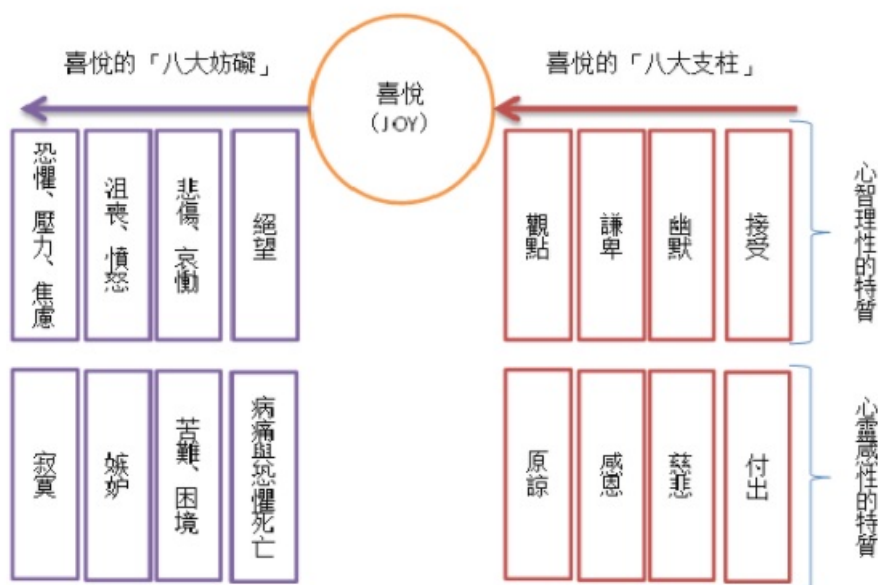 喜悅的「八大妨礙」
喜悅
(JOY)
喜悅的「八大支柱」
恐懼、壓力、焦慮
沮喪、憤怒
悲傷、哀慟
絕望
觀點
謙卑
幽默
接受
心智理性的特質
寂寞
嫉妒
苦難、困境
病痛與恐懼死亡
原諒
感恩
慈悲
付出
心靈感性的特質